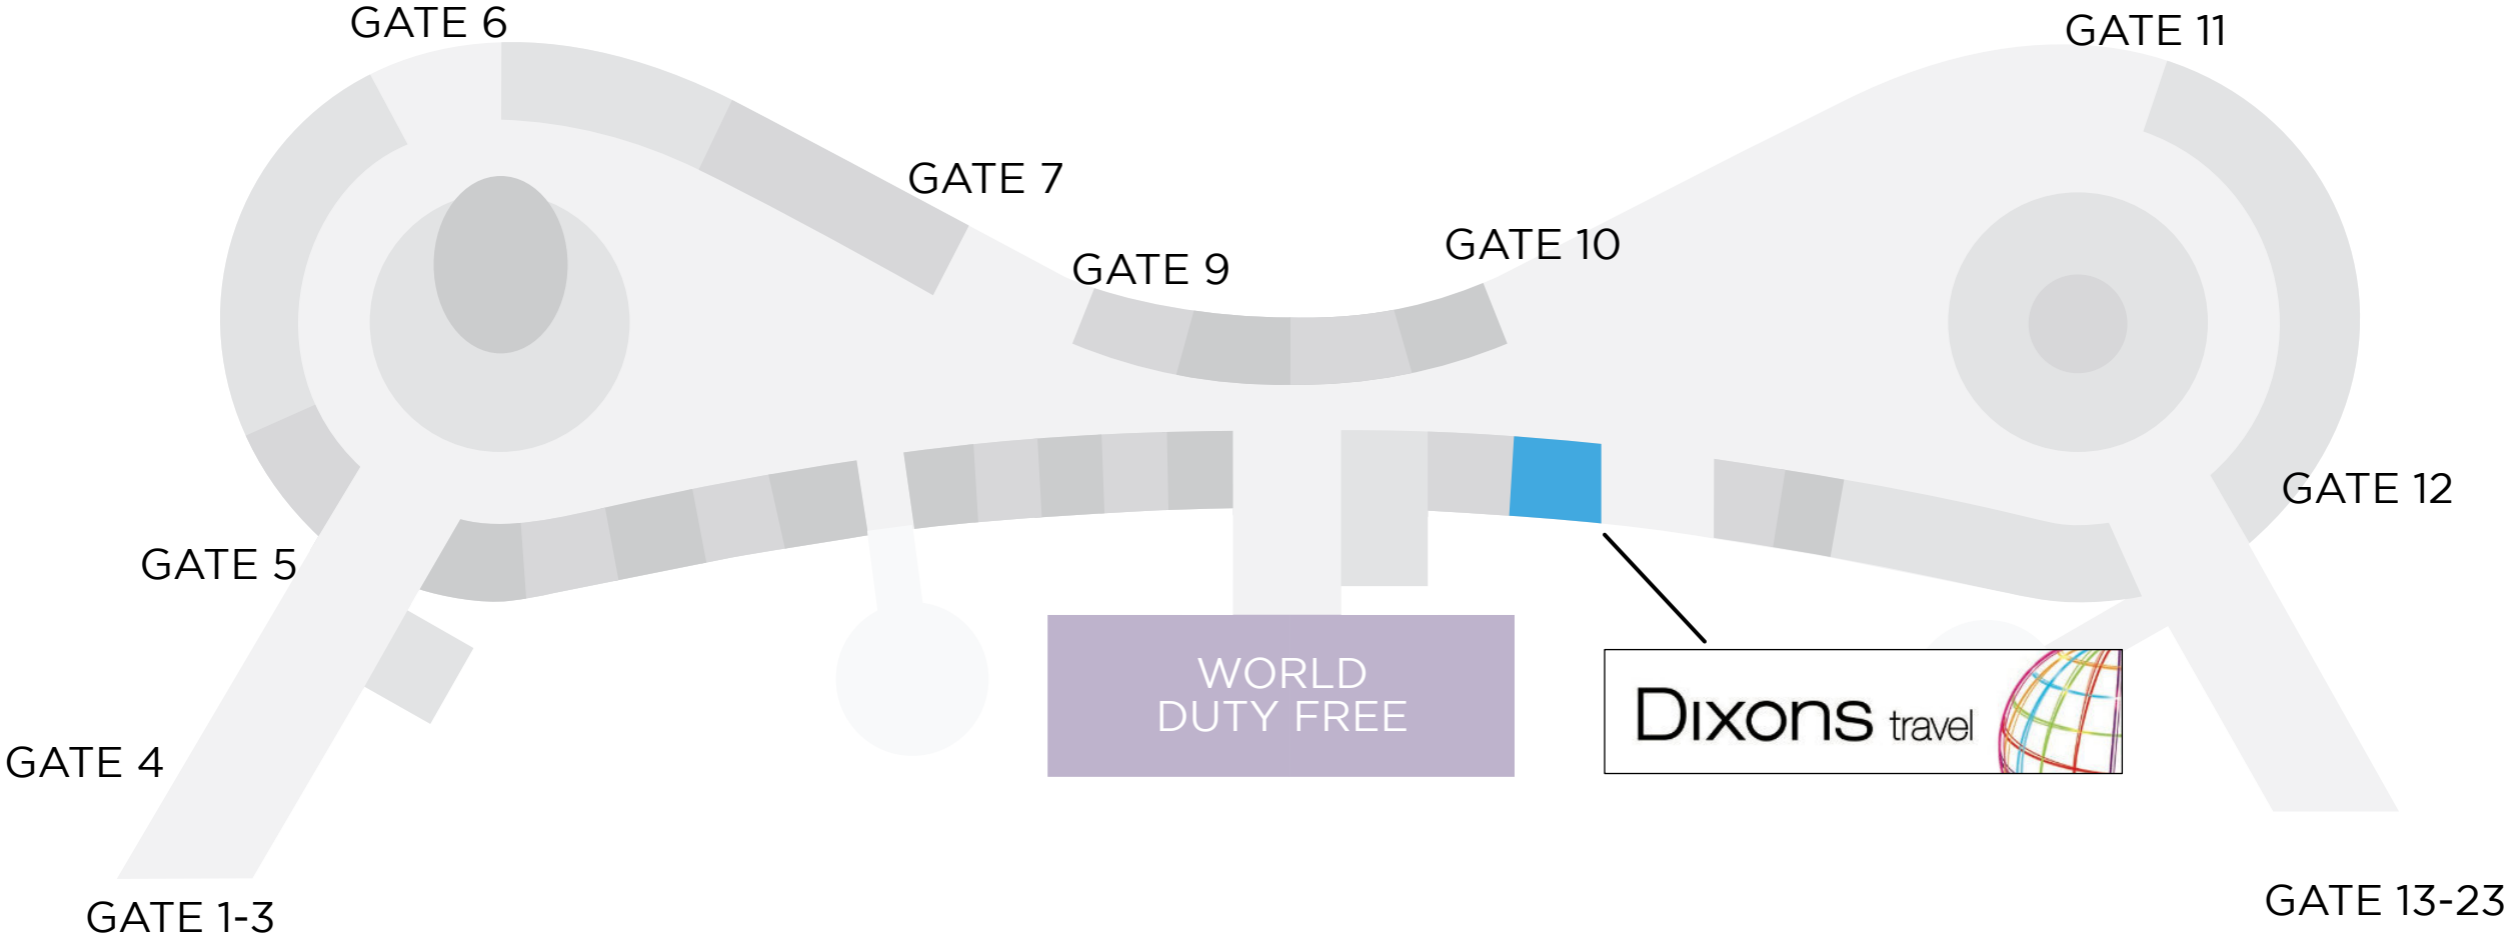 GATE 6
GATE 11
GATE 7
GATE 10
GATE 9
GATE 12
GATE 5
WORLD
DUTY FREE
Dixons travel
GATE 4
GATE 13-23
GATE 1-3